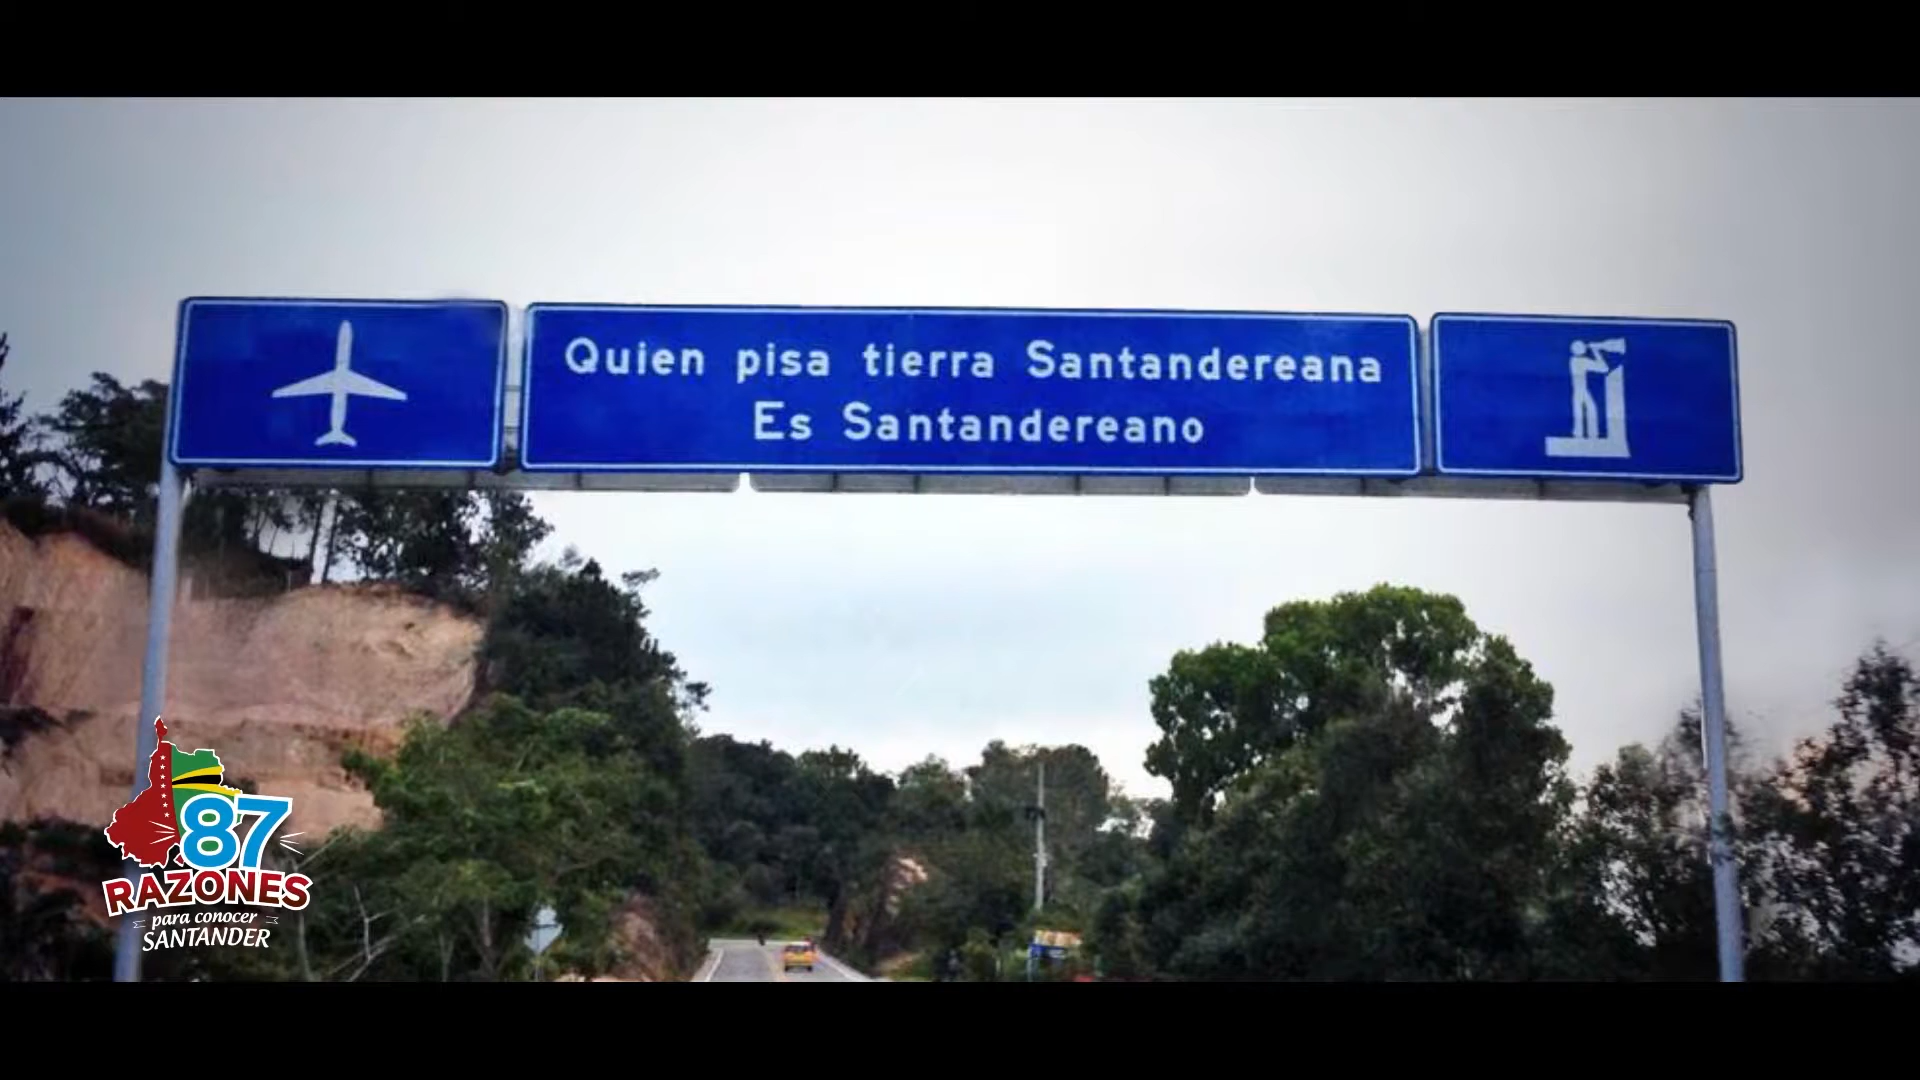 Quien pisa tierra Santandereana
Es Santandereano
87
RAZONES
para conocer
SANTANDER